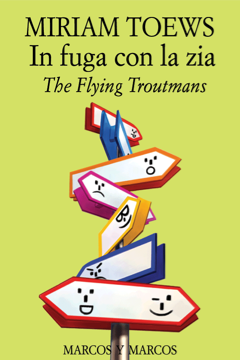 MIRIAM TOEWS
In fuga con la zia
The Flying Troutmans
MARCOS Y MARCOS